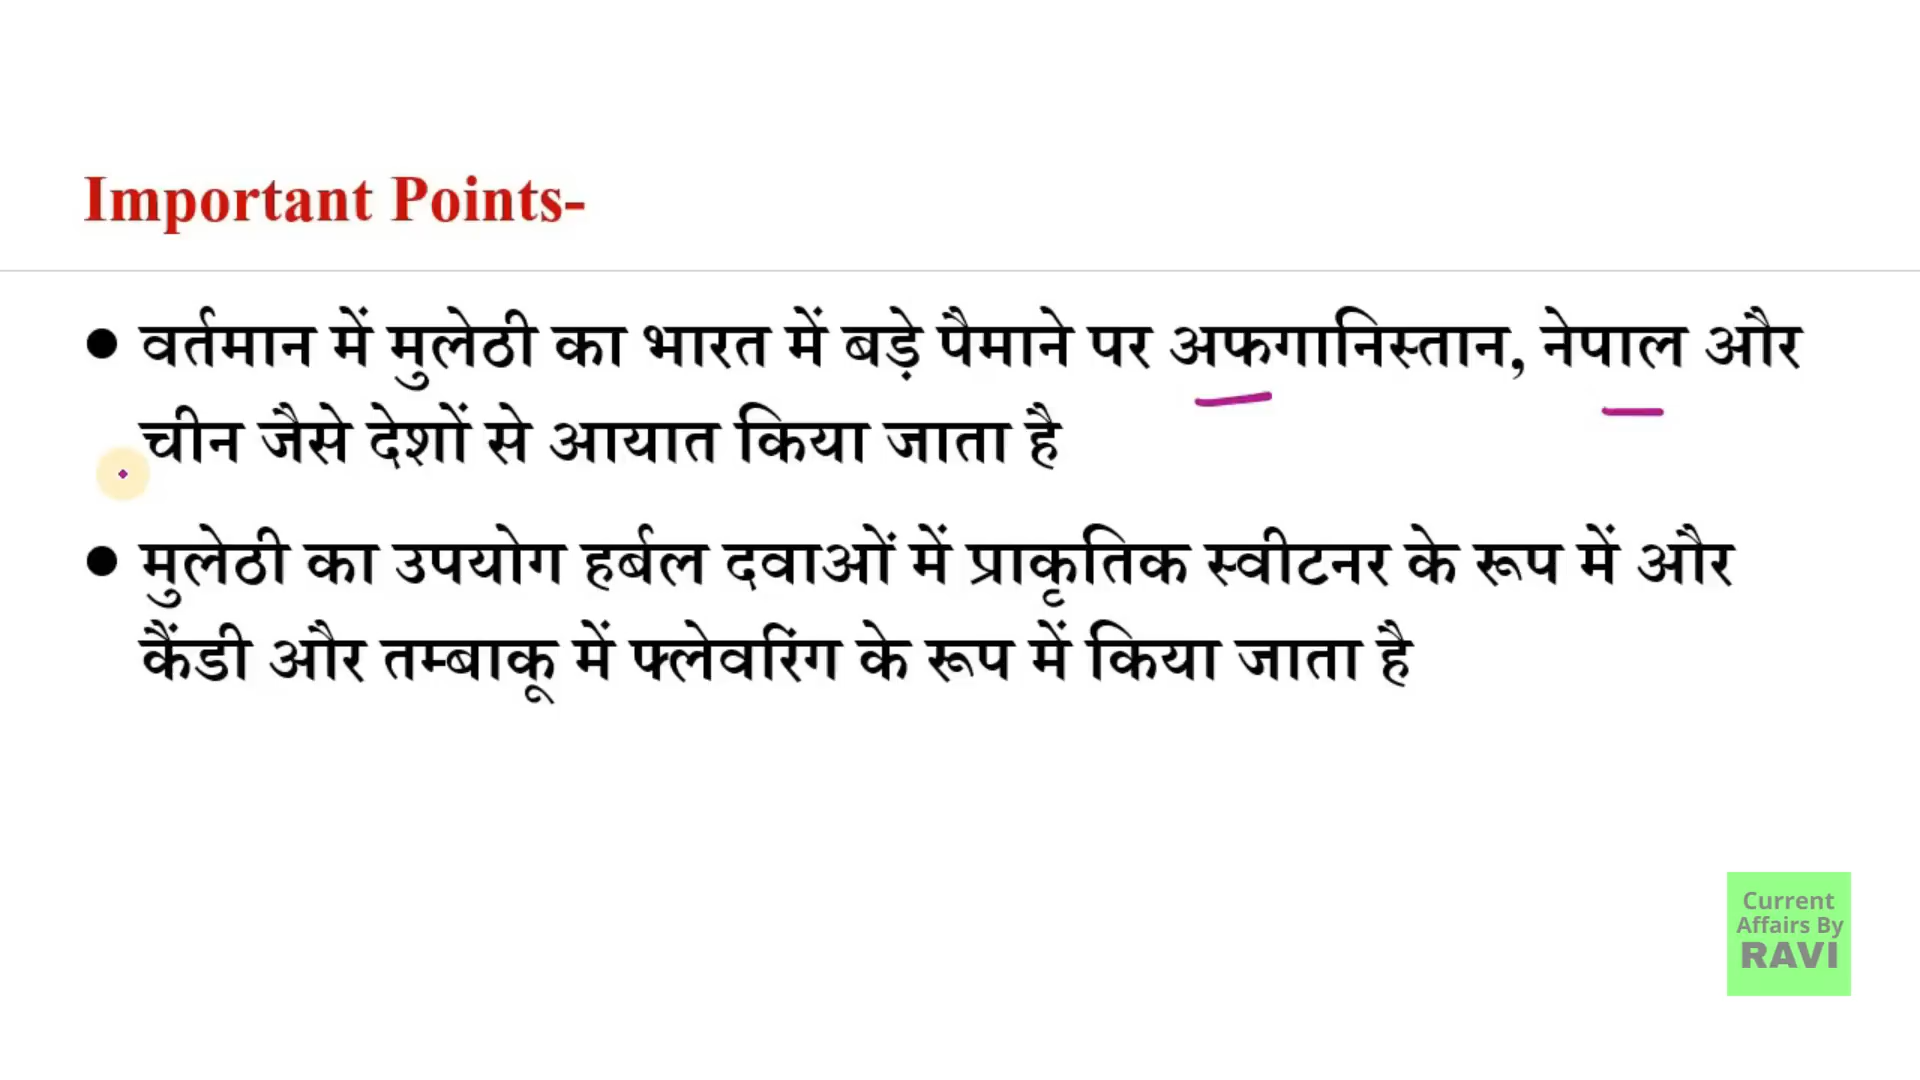 Important Points-
● वर्तमान में मुलेठी का भारत में बड़े पैमाने पर अफगानिस्तान, नेपाल और
चीन जैसे देशों से आयात किया जाता है
● मुलेठी का उपयोग हर्बल दवाओं में प्राकृतिक स्वीटनर के रूप में और
कैंडी और तम्बाकू में फ्लेवरिंग के रूप में किया जाता है
Current
Affairs By
RAVI